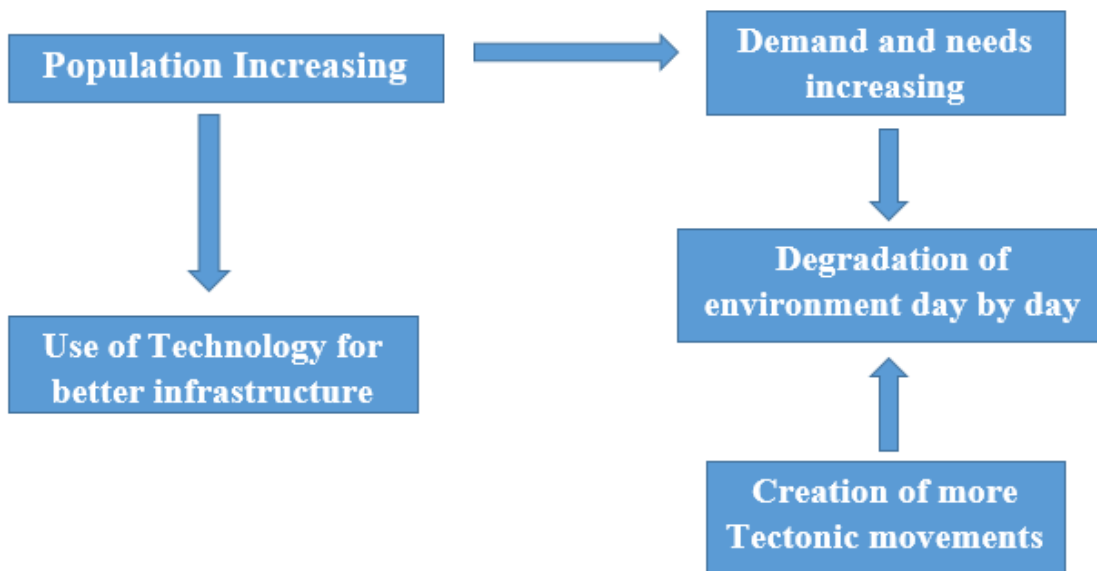 Population Increasing
Demand and needs
increasing
Degradation of
environment day by day
Use of Technology for
better infrastructure
Creation of more
Tectonic movements